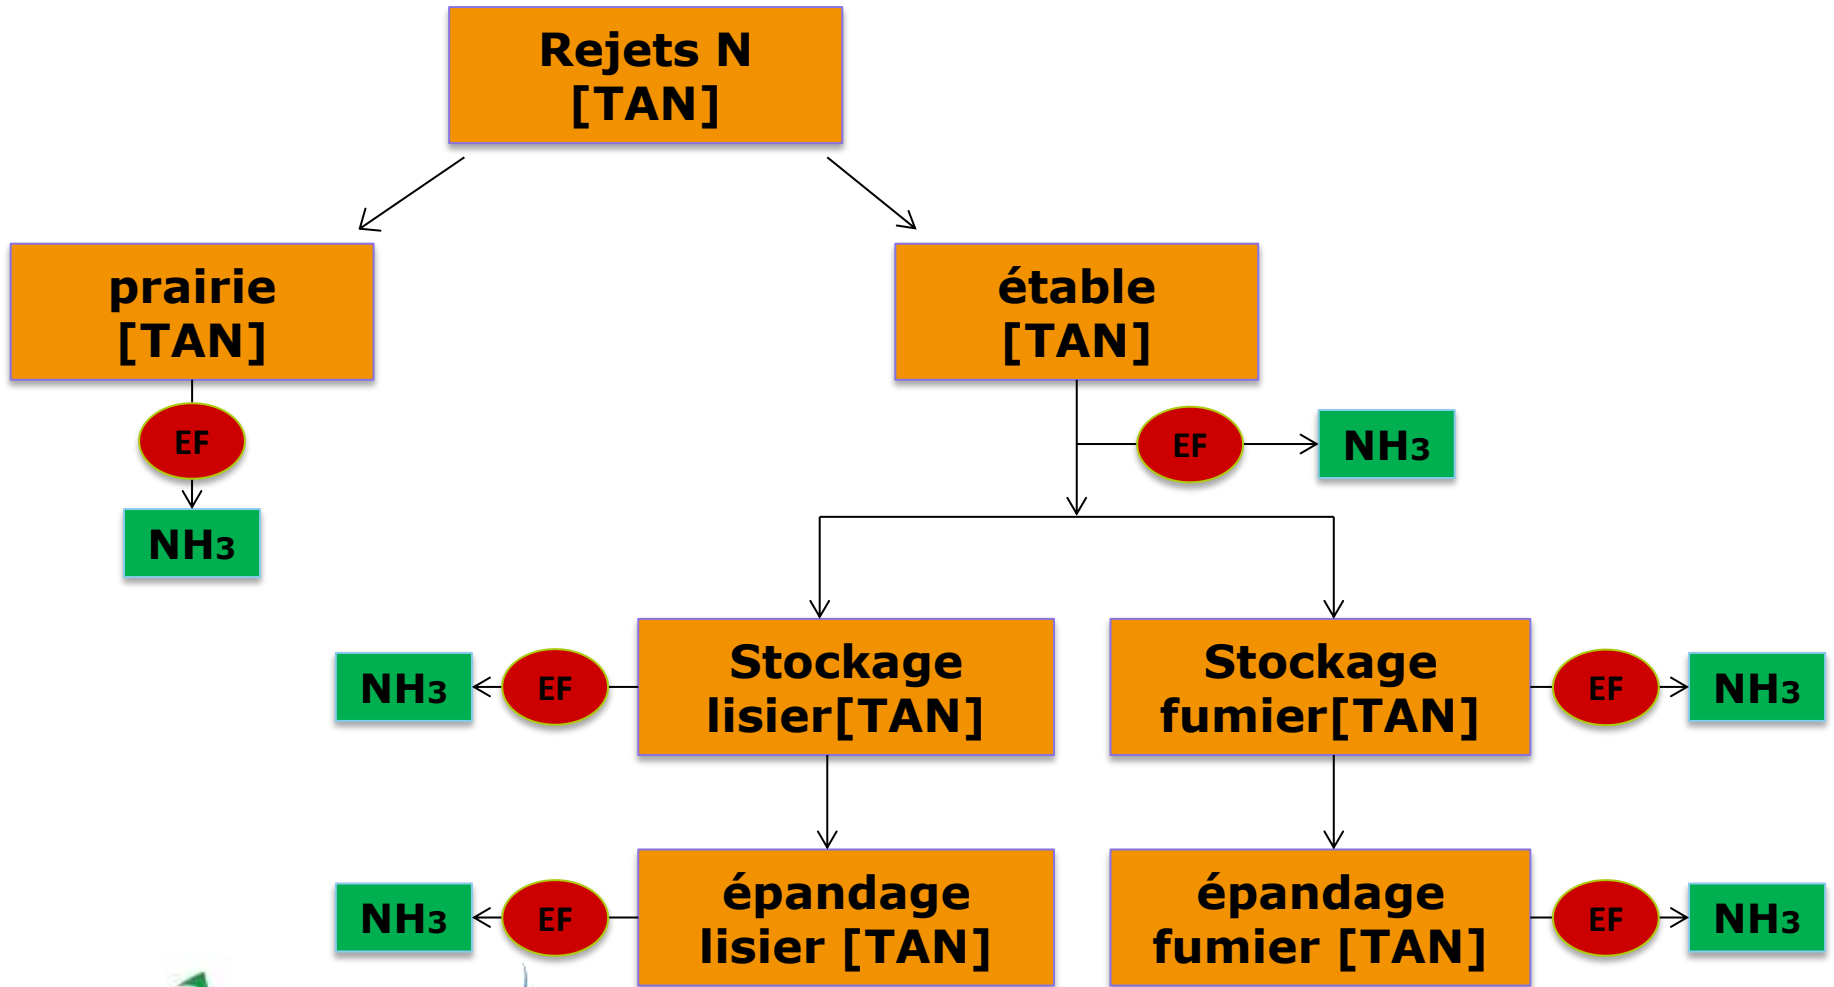 Rejets N
[TAN]
prairie
[TAN]
étable
[TAN]
EF
NH3
EF
NH3
Stockage
lisier[TAN]
EF
NH3
Stockage
fumier[TAN]
EF
NH3
épandage
lisier [TAN]
EF
NH3
épandage
fumier [TAN]
EF
NH3